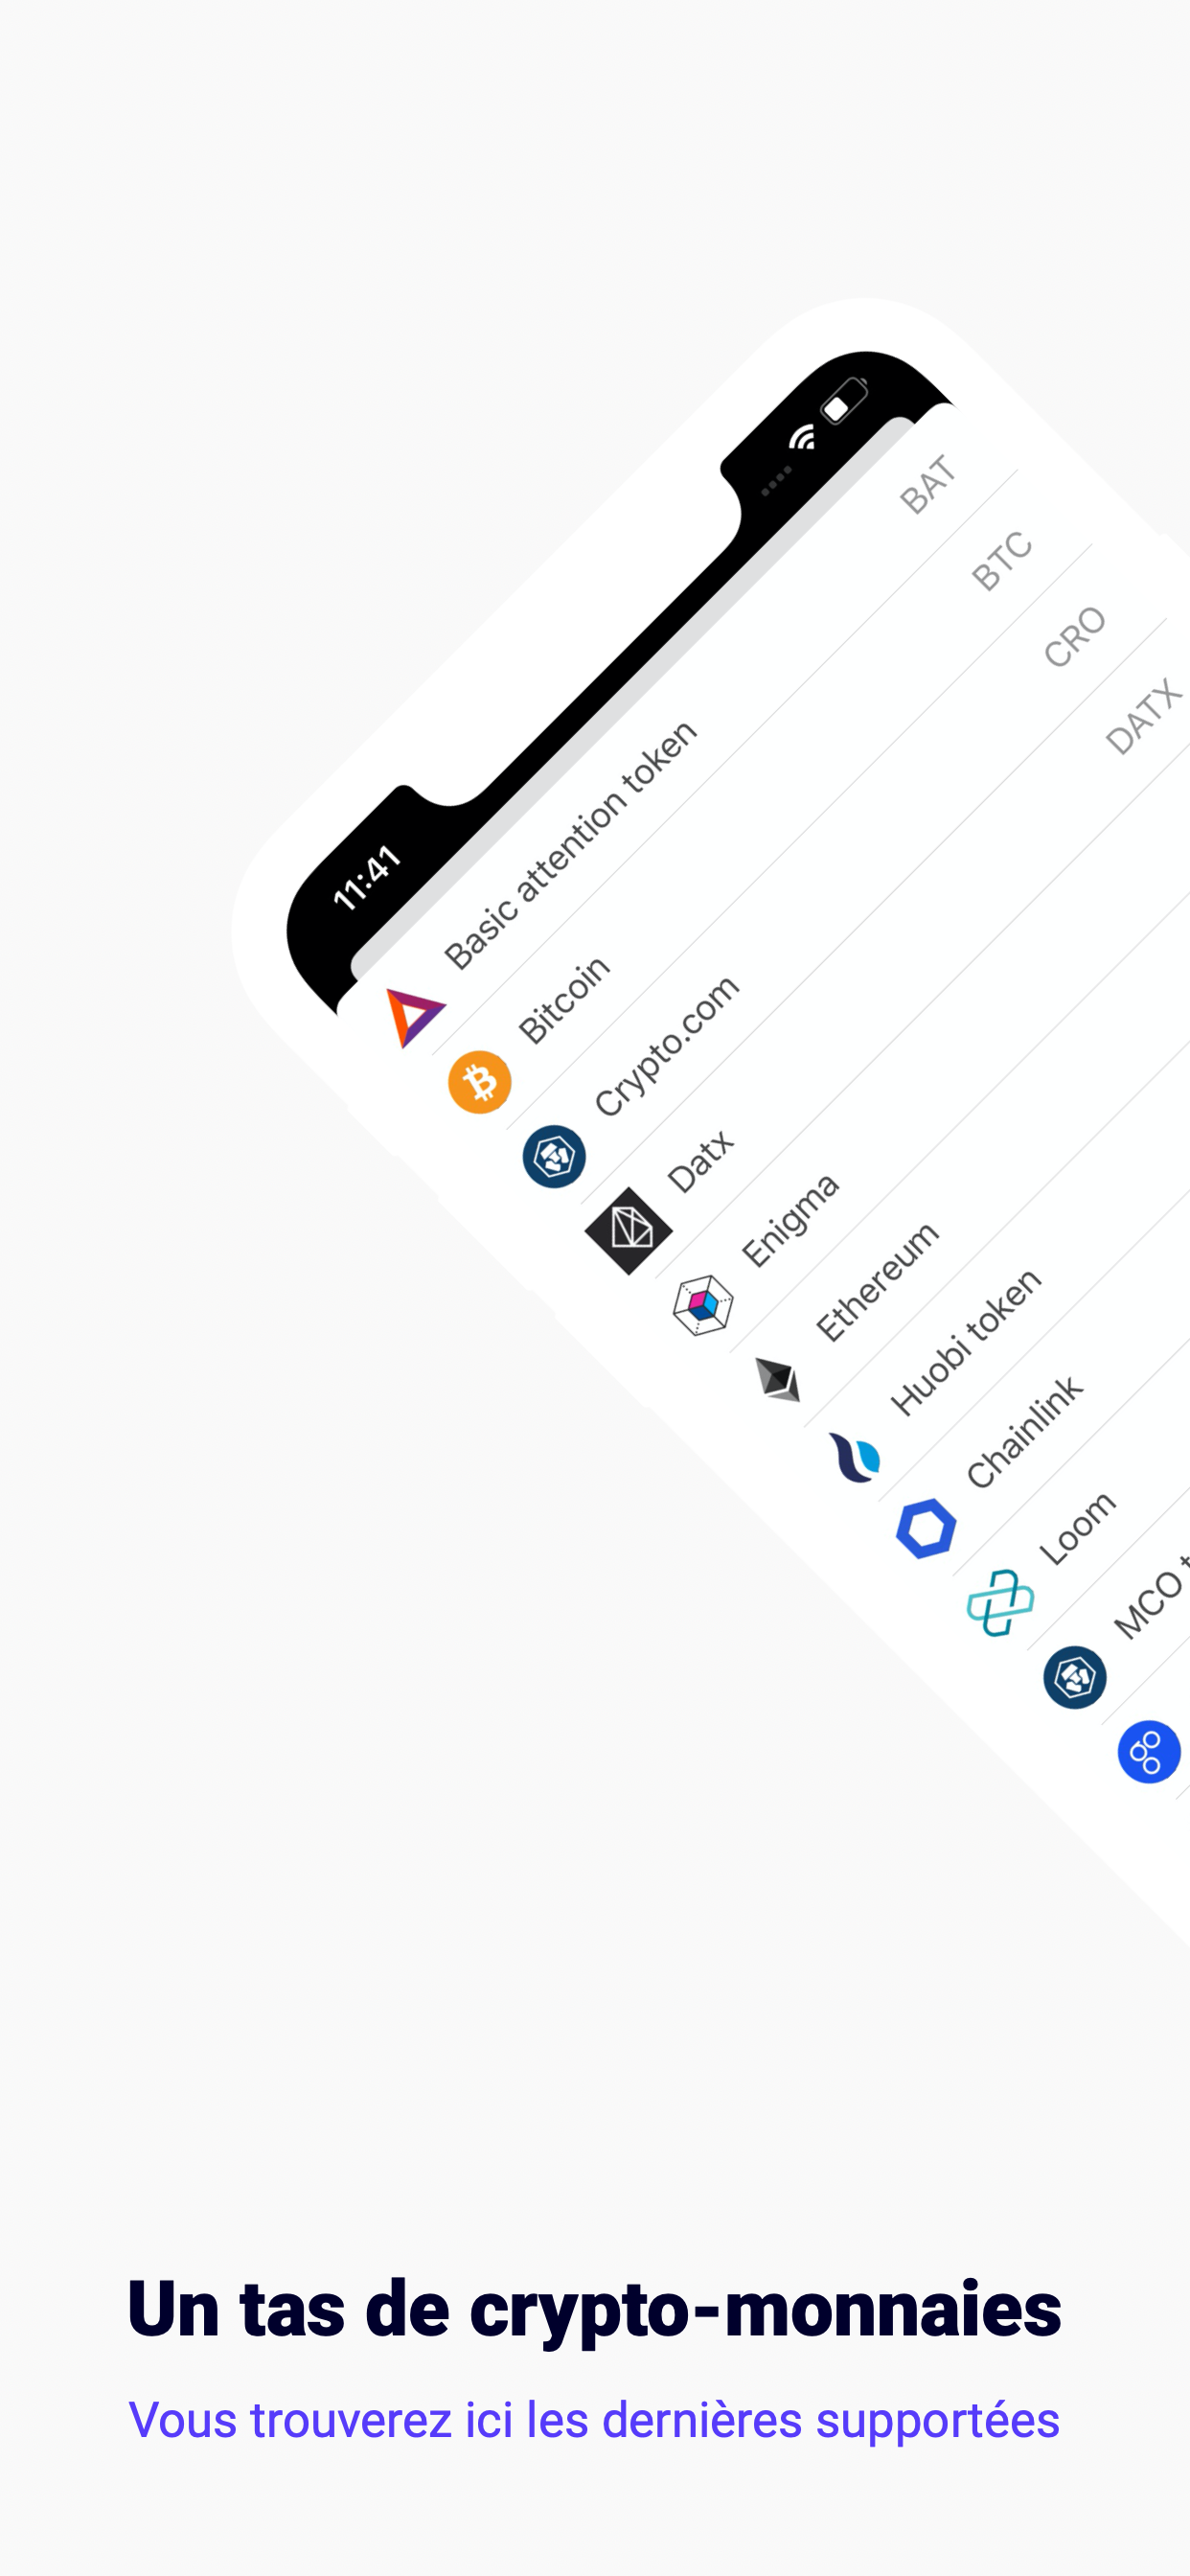 11:41
Basic attention token BAT
Bitcoin BTC
Crypto.com CRO
Datx DATX
Enigma
Ethereum
Huobi token
Chainlink
Loom
MCO
Un tas de crypto-monnaies
Vous trouverez ici les dernières supportées